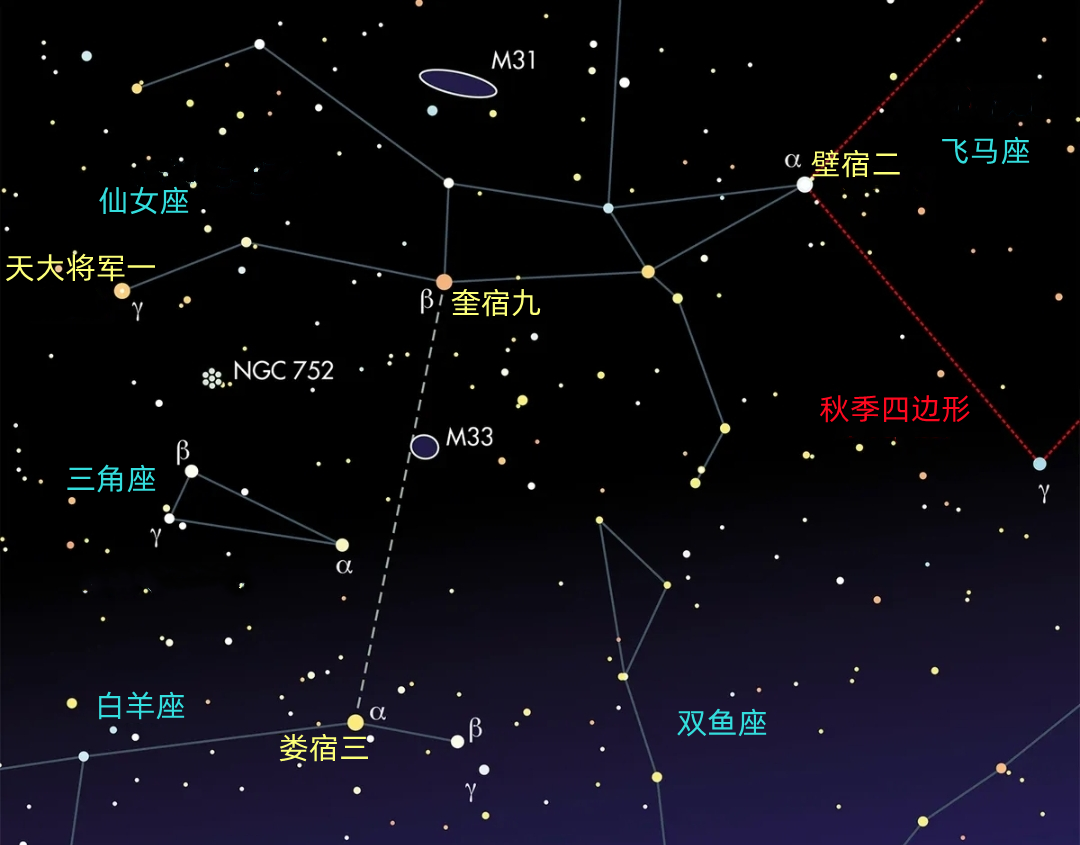 M31
α
壁宿二
飞马座
仙女座
天大将军一
γ
β
奎宿九
NGC 752
秋季四边形
M33
β
三角座
γ
α
γ
白羊座
α
娄宿三
β
γ
双鱼座